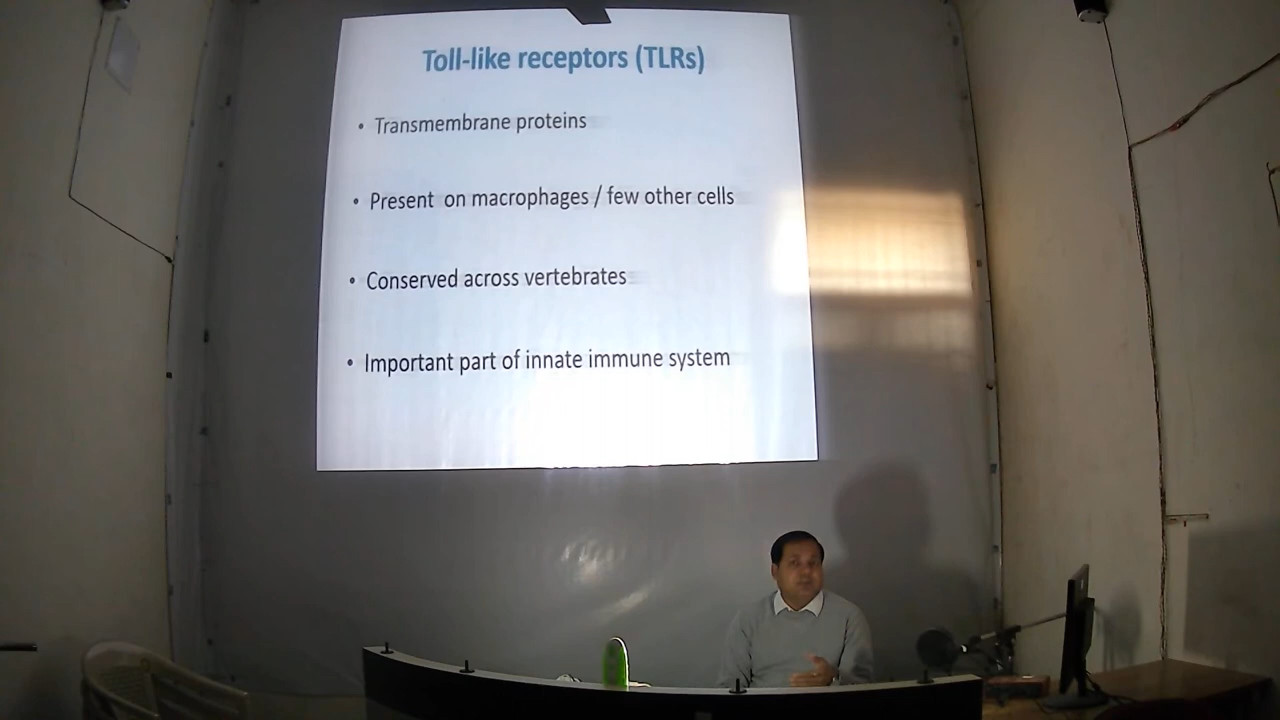 Toll-like receptors (TLRs)
• Transmembrane proteins
• Present on macrophages / few other cells
• Conserved across vertebrates
• Important part of innate immune system